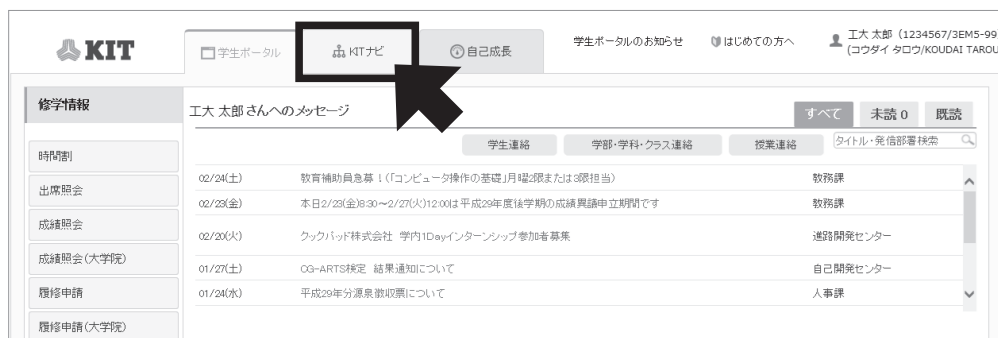 KIT
学生ポータル
KITナビ
自己成長
学生ポータルのお知らせ
はじめての方へ
工大 太郎 (1234567/3EM5-99
(コウダイ タロウ/KOUDAI TAROU
修学情報
時間割
出席照会
成績照会
成績照会(大学院)
履修申請
履修申請(大学院)
工大 太郎さんへのメッセージ
すべて 未読 0 既読
学生連絡 学部・学科・クラス連絡 授業連絡 タイトル・発信部署検索
02/24(土) 教育補助員急募!(「コンピュータ操作の基礎」月曜2限または3限担当) 教務課
02/23(金) 本日2/23(金)8:30～2/27(火)12:00は平成29年度後学期の成績異議申立期間です 教務課
02/20(火) クックパッド株式会社 学内1Dayインターンシップ参加者募集 進路開発センター
01/27(土) CG-ARTS検定 結果通知について 自己開発センター
01/24(水) 平成29年分源泉徴収票について 人事課